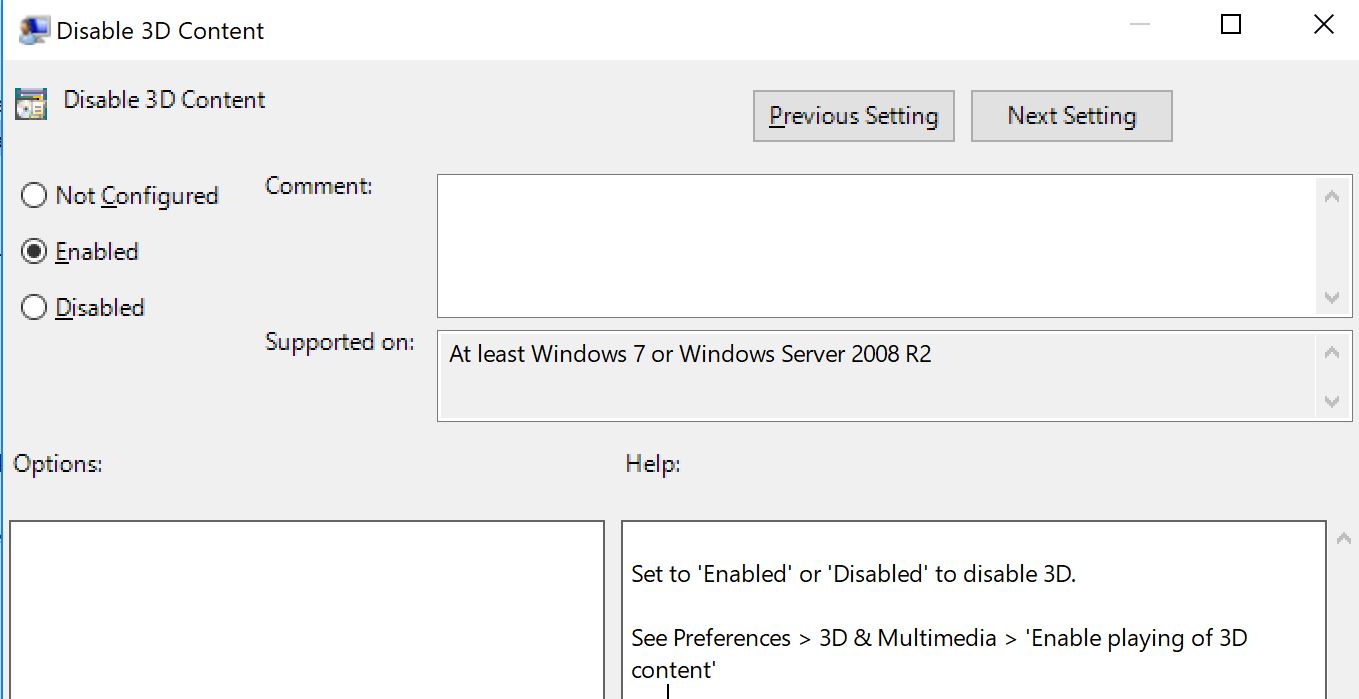 Disable 3D Content
Disable 3D Content
Previous Setting
Next Setting
Not Configured
Comment:
Enabled
Disabled
Supported on:
At least Windows 7 or Windows Server 2008 R2
Options:
Help:
Set to 'Enabled' or 'Disabled' to disable 3D.
See Preferences > 3D & Multimedia > 'Enable playing of 3D
content'